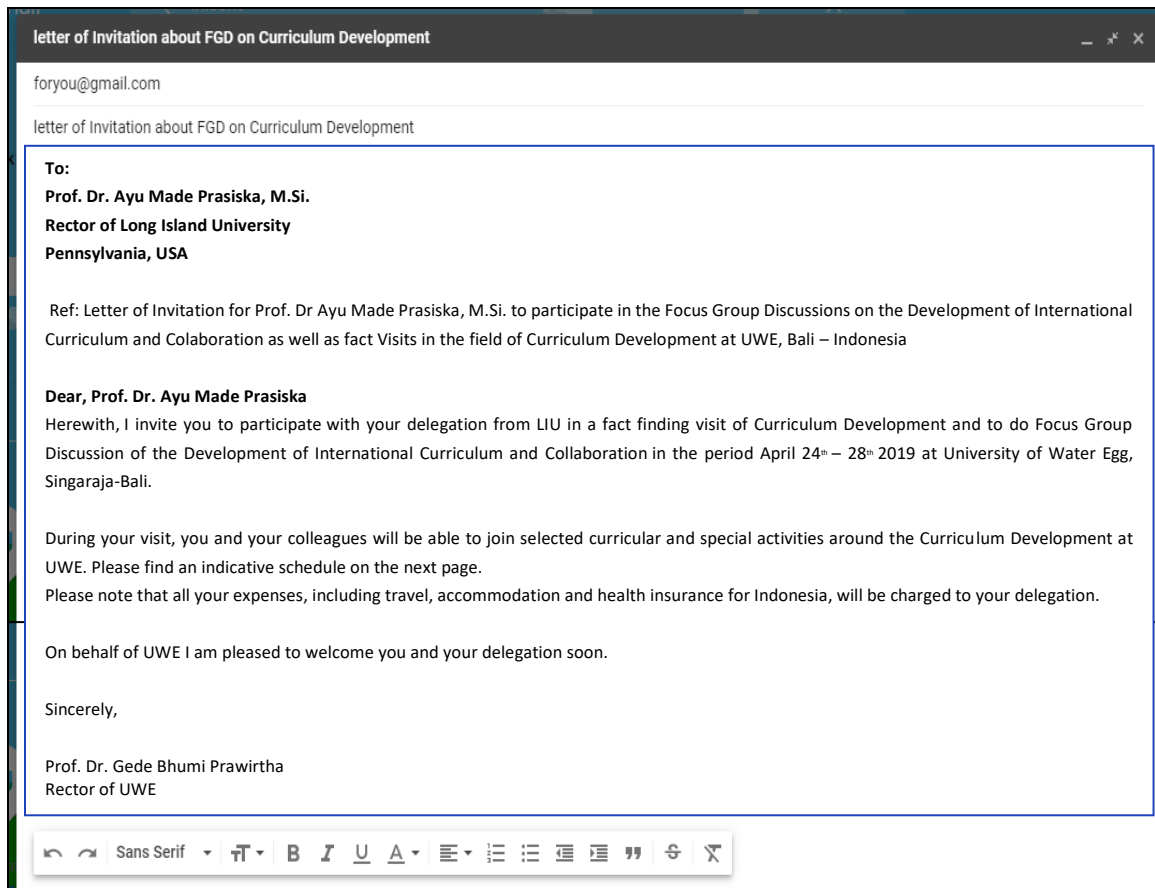 letter of Invitation about FGD on Curriculum Development
foryou@gmail.com
letter of Invitation about FGD on Curriculum Development
To:
Prof. Dr. Ayu Made Prasiska, M.Si.
Rector of Long Island University
Pennsylvania, USA
Ref: Letter of Invitation for Prof. Dr Ayu Made Prasiska, M.Si. to participate in the Focus Group Discussions on the Development of International
Curriculum and Colaboration as well as fact Visits in the field of Curriculum Development at UWE, Bali – Indonesia
Dear, Prof. Dr. Ayu Made Prasiska
Herewith, I invite you to participate with your delegation from LIU in a fact finding visit of Curriculum Development and to do Focus Group
Discussion of the Development of International Curriculum and Collaboration in the period April 24th – 28th 2019 at University of Water Egg,
Singaraja-Bali.
During your visit, you and your colleagues will be able to join selected curricular and special activities around the Curriculum Development at
UWE. Please find an indicative schedule on the next page.
Please note that all your expenses, including travel, accommodation and health insurance for Indonesia, will be charged to your delegation.
On behalf of UWE I am pleased to welcome you and your delegation soon.
Sincerely,
Prof. Dr. Gede Bhumi Prawirtha
Rector of UWE
Sans Serif